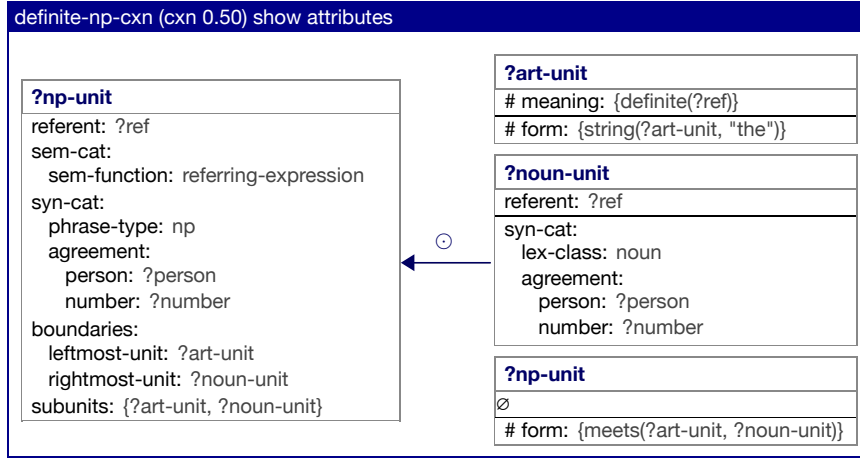 definite-np-cxn (cxn 0.50) show attributes
?np-unit
referent: ?ref
sem-cat:
sem-function: referring-expression
syn-cat:
phrase-type: np
agreement:
person: ?person
number: ?number
boundaries:
leftmost-unit: ?art-unit
rightmost-unit: ?noun-unit
subunits: {?art-unit, ?noun-unit}
⊙
?art-unit
# meaning: {definite(?ref)}
# form: {string(?art-unit, "the")}
?noun-unit
referent: ?ref
syn-cat:
lex-class: noun
agreement:
person: ?person
number: ?number
?np-unit
∅
# form: {meets(?art-unit, ?noun-unit)}